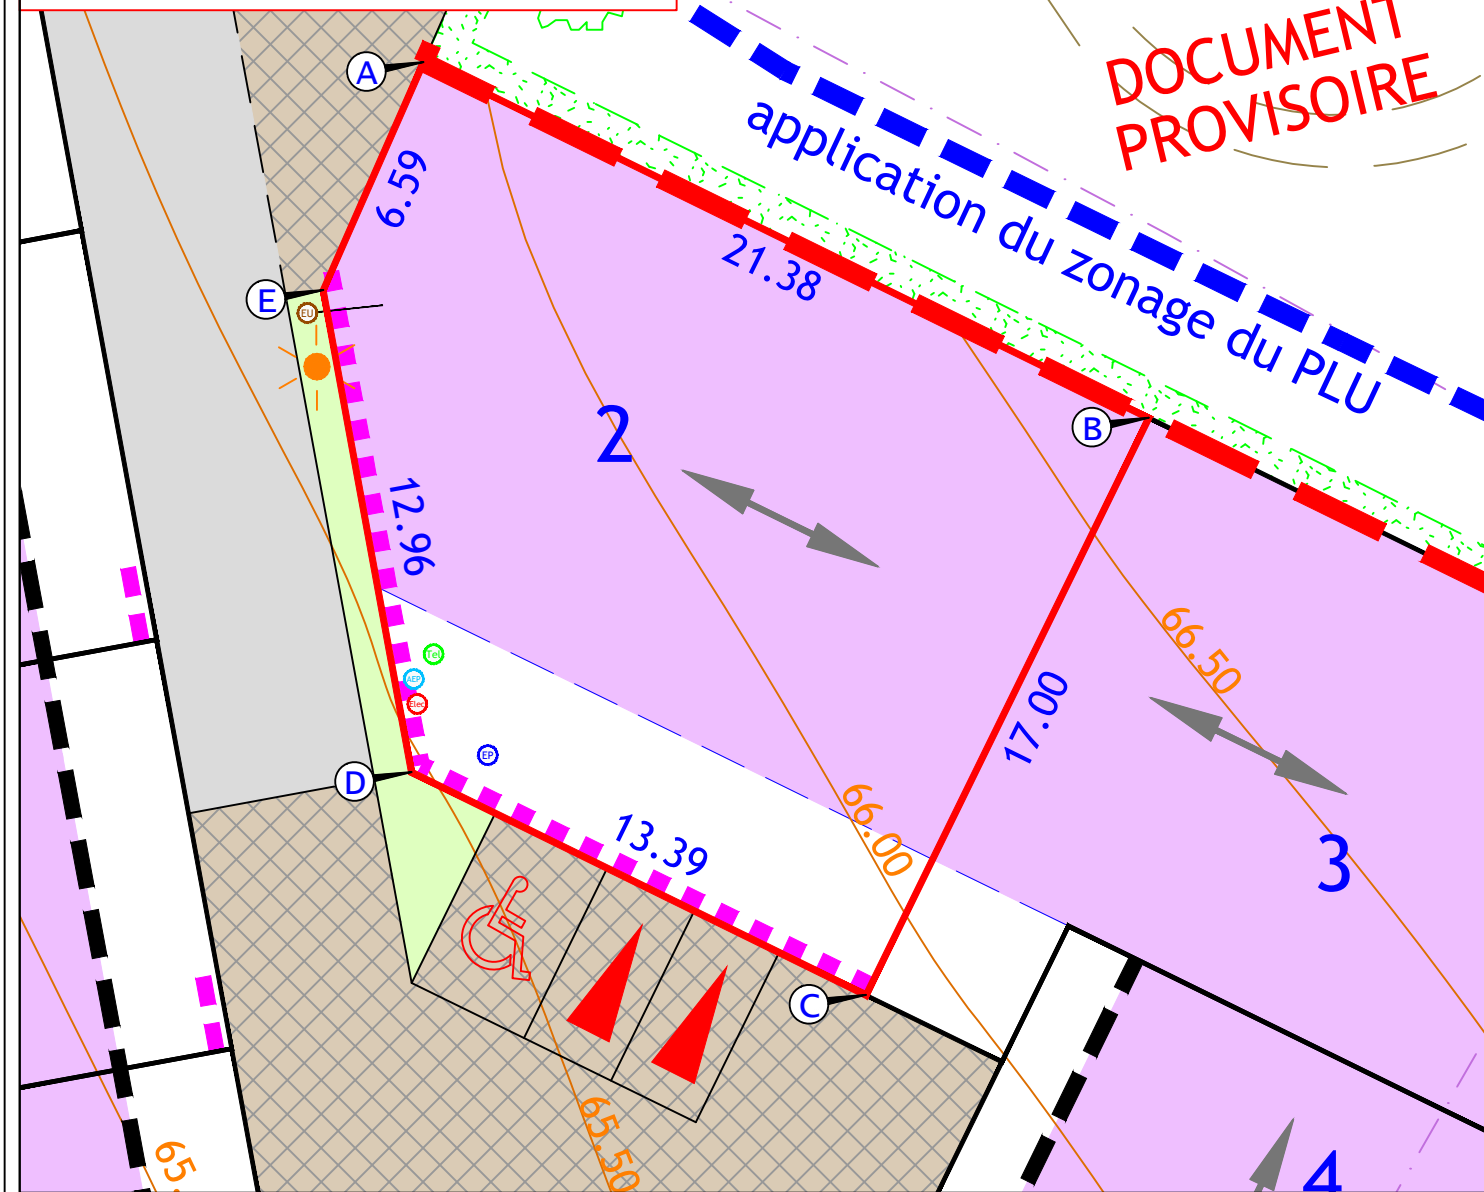 DOCUMENT
PROVISOIRE
application du zonage du PLU
A
6.59
21.38
E
EU
B
2
12.96
66.50
Tel
AEP
Elec
17.00
EP
D
13.39
66.00
3
C
65.50
65.
4